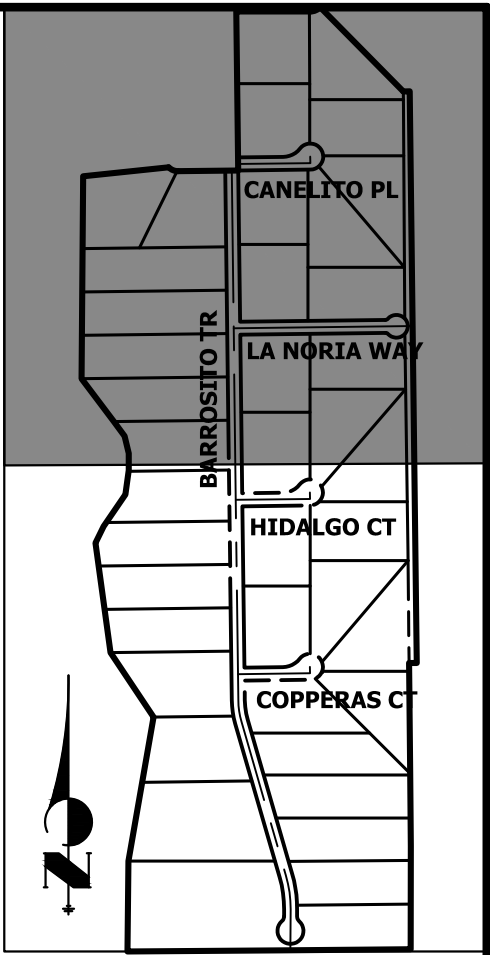 CANELITO PL
LA NORIA WAY
BARROSITO TR
HIDALGO CT
COPPERAS CT
N